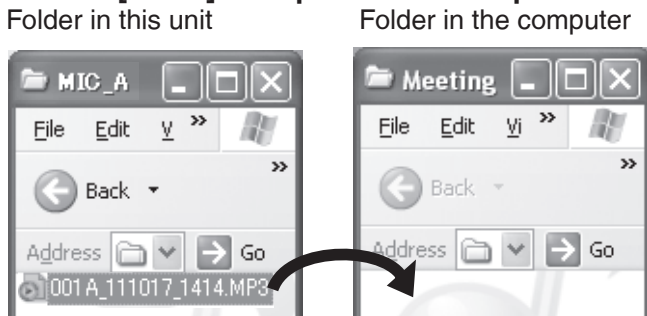 Folder in this unit
MIC_A
File Edit V »
»
Back
Address Go
001A_111017_1414.MP3
Folder in the computer
Meeting
File Edit Vi »
»
Back
Address Go